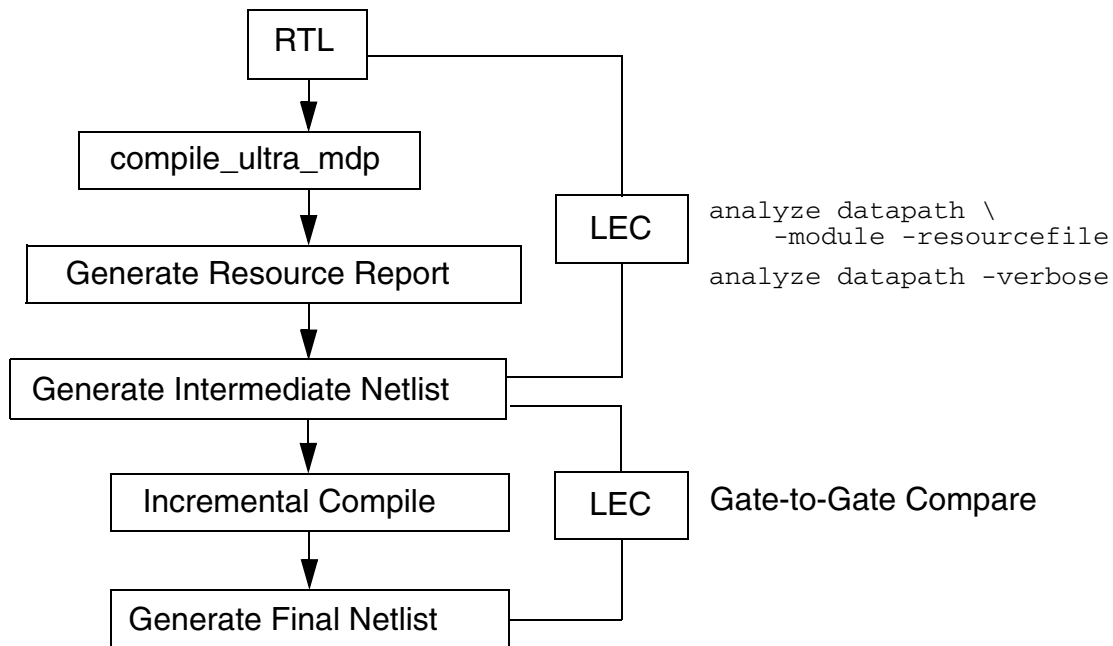 RTL
compile_ultra_mdp
LEC
analyze datapath \
-module -resourcefile
analyze datapath -verbose
Generate Resource Report
Generate Intermediate Netlist
Incremental Compile
LEC
Gate-to-Gate Compare
Generate Final Netlist